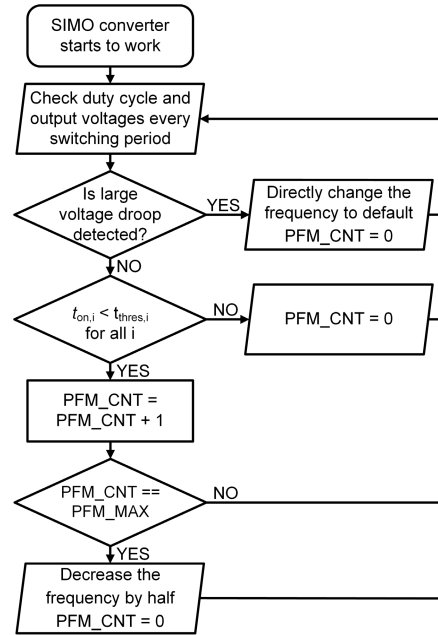 SIMO converter
starts to work
Check duty cycle and
output voltages every
switching period
Is large
voltage droop
detected?
YES
Directly change the
frequency to default
PFM_CNT = 0
NO
t_on,i < t_thres,i
for all i
NO
PFM_CNT = 0
YES
PFM_CNT =
PFM_CNT + 1
PFM_CNT ==
PFM_MAX
NO
YES
Decrease the
frequency by half
PFM_CNT = 0